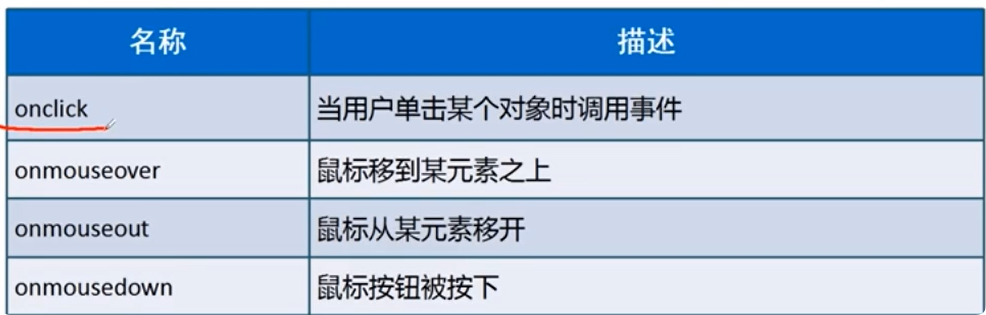 名称 描述
onclick 当用户单击某个对象时调用事件
onmouseover 鼠标移到某元素之上
onmouseout 鼠标从某元素移开
onmousedown 鼠标按钮被按下